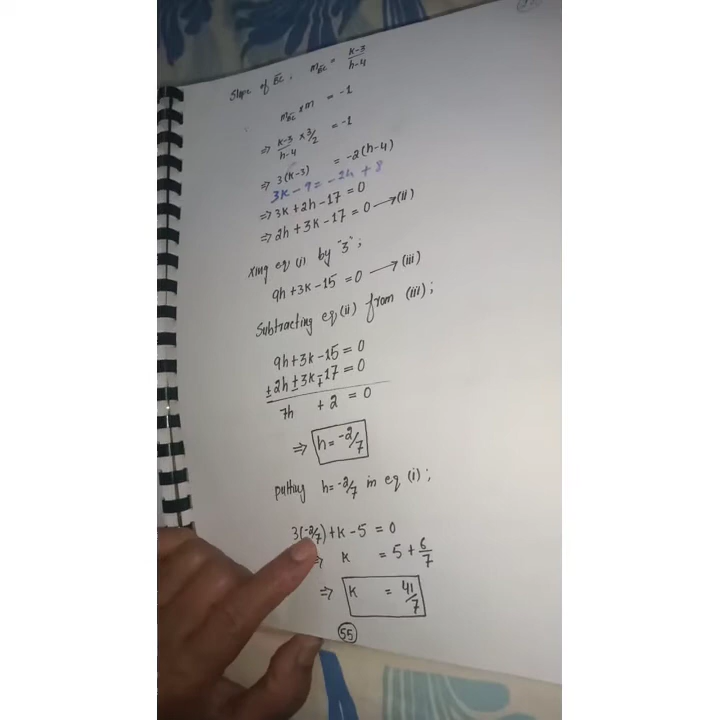 Slope of BC, mBC = k-3/h-4
mBC × m = -1
⇒ k-3/h-4 × 3/2 = -1
⇒ 3(k-3) = -2(h-4)
3k-9 = -2h+8
⇒ 3k+2h-17=0
⇒ 2h+3k-17=0 → (ii)
xing eq (i) by "3";
9h+3k-15=0 → (iii)
Subtracting eq(ii) from (iii);
9h+3k-15=0
±2h±3k∓17=0
7h +2 =0
⇒ h=-2/7
putting h=-2/7 in eq (i);
3(-2/7)+k-5 =0
⇒ k = 5+6/7
⇒ k = 41/7
55